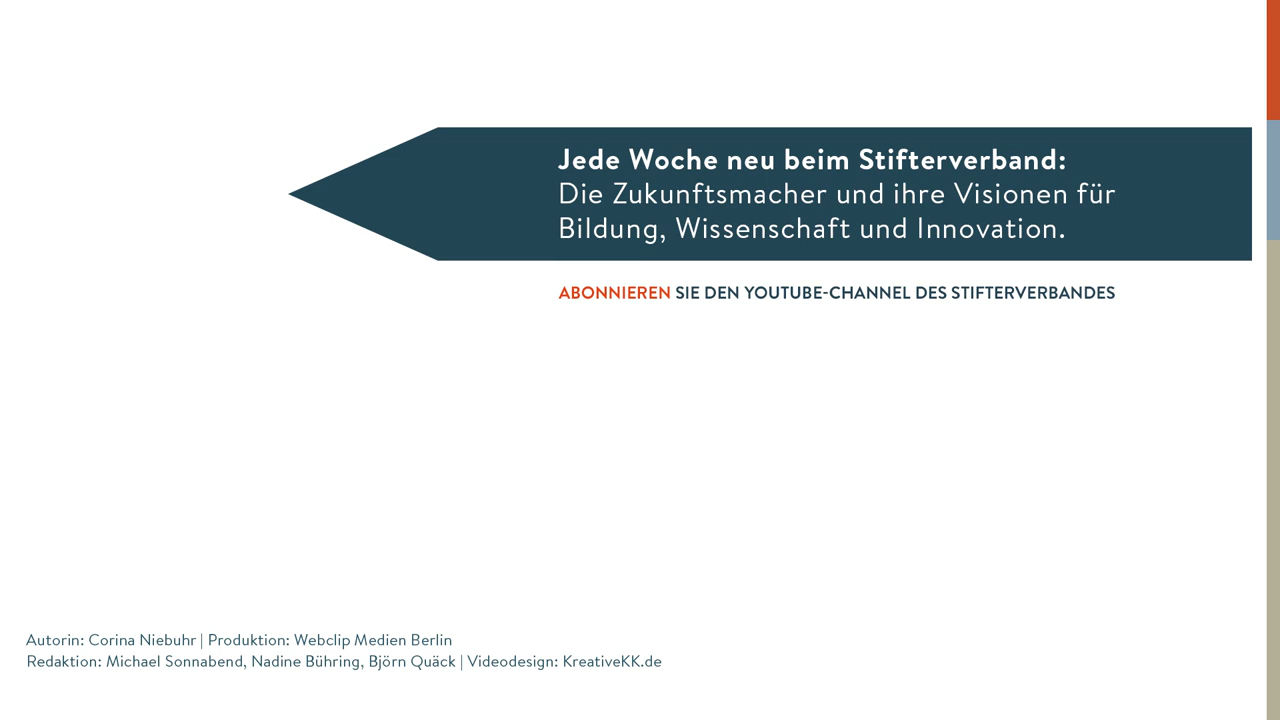 Jede Woche neu beim Stifterverband:
Die Zukunftsmacher und ihre Visionen für
Bildung, Wissenschaft und Innovation.
ABONNIEREN SIE DEN YOUTUBE-CHANNEL DES STIFTERVERBANDES
Autorin: Corina Niebuhr | Produktion: Webclip Medien Berlin
Redaktion: Michael Sonnabend, Nadine Bühring, Björn Quäck | Videodesign: KreativeKK.de